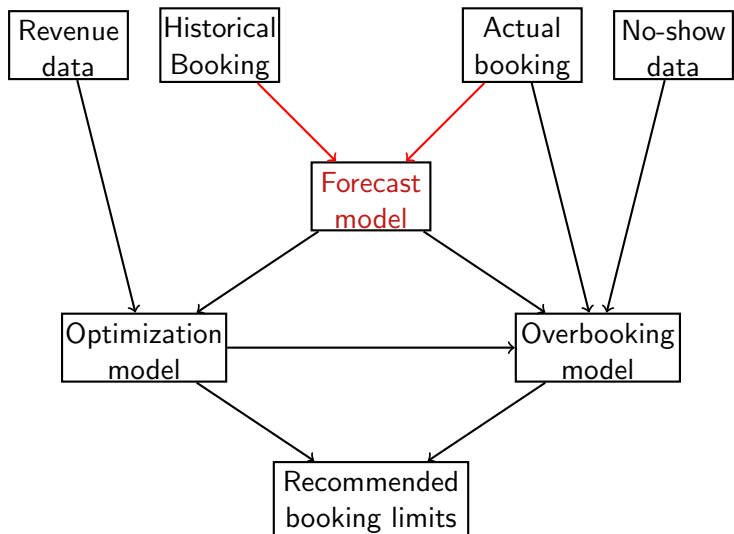 Revenue
data
Historical
Booking
Actual
booking
No-show
data
Forecast
model
Optimization
model
Overbooking
model
Recommended
booking limits